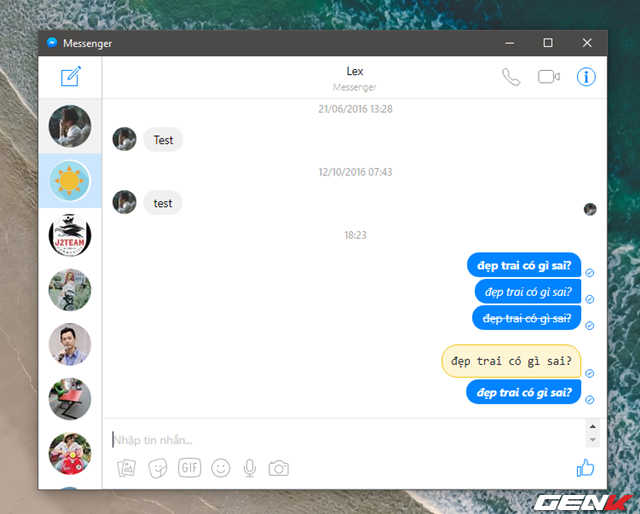 Messenger
Lex
Messenger
21/06/2016 13:28
Test
12/10/2016 07:43
test
18:23
đẹp trai có gì sai?
đẹp trai có gì sai?
đẹp trai có gì sai?
đẹp trai có gì sai?
đẹp trai có gì sai?
J2TEAM
Nhập tin nhắn...
GIF
GENK